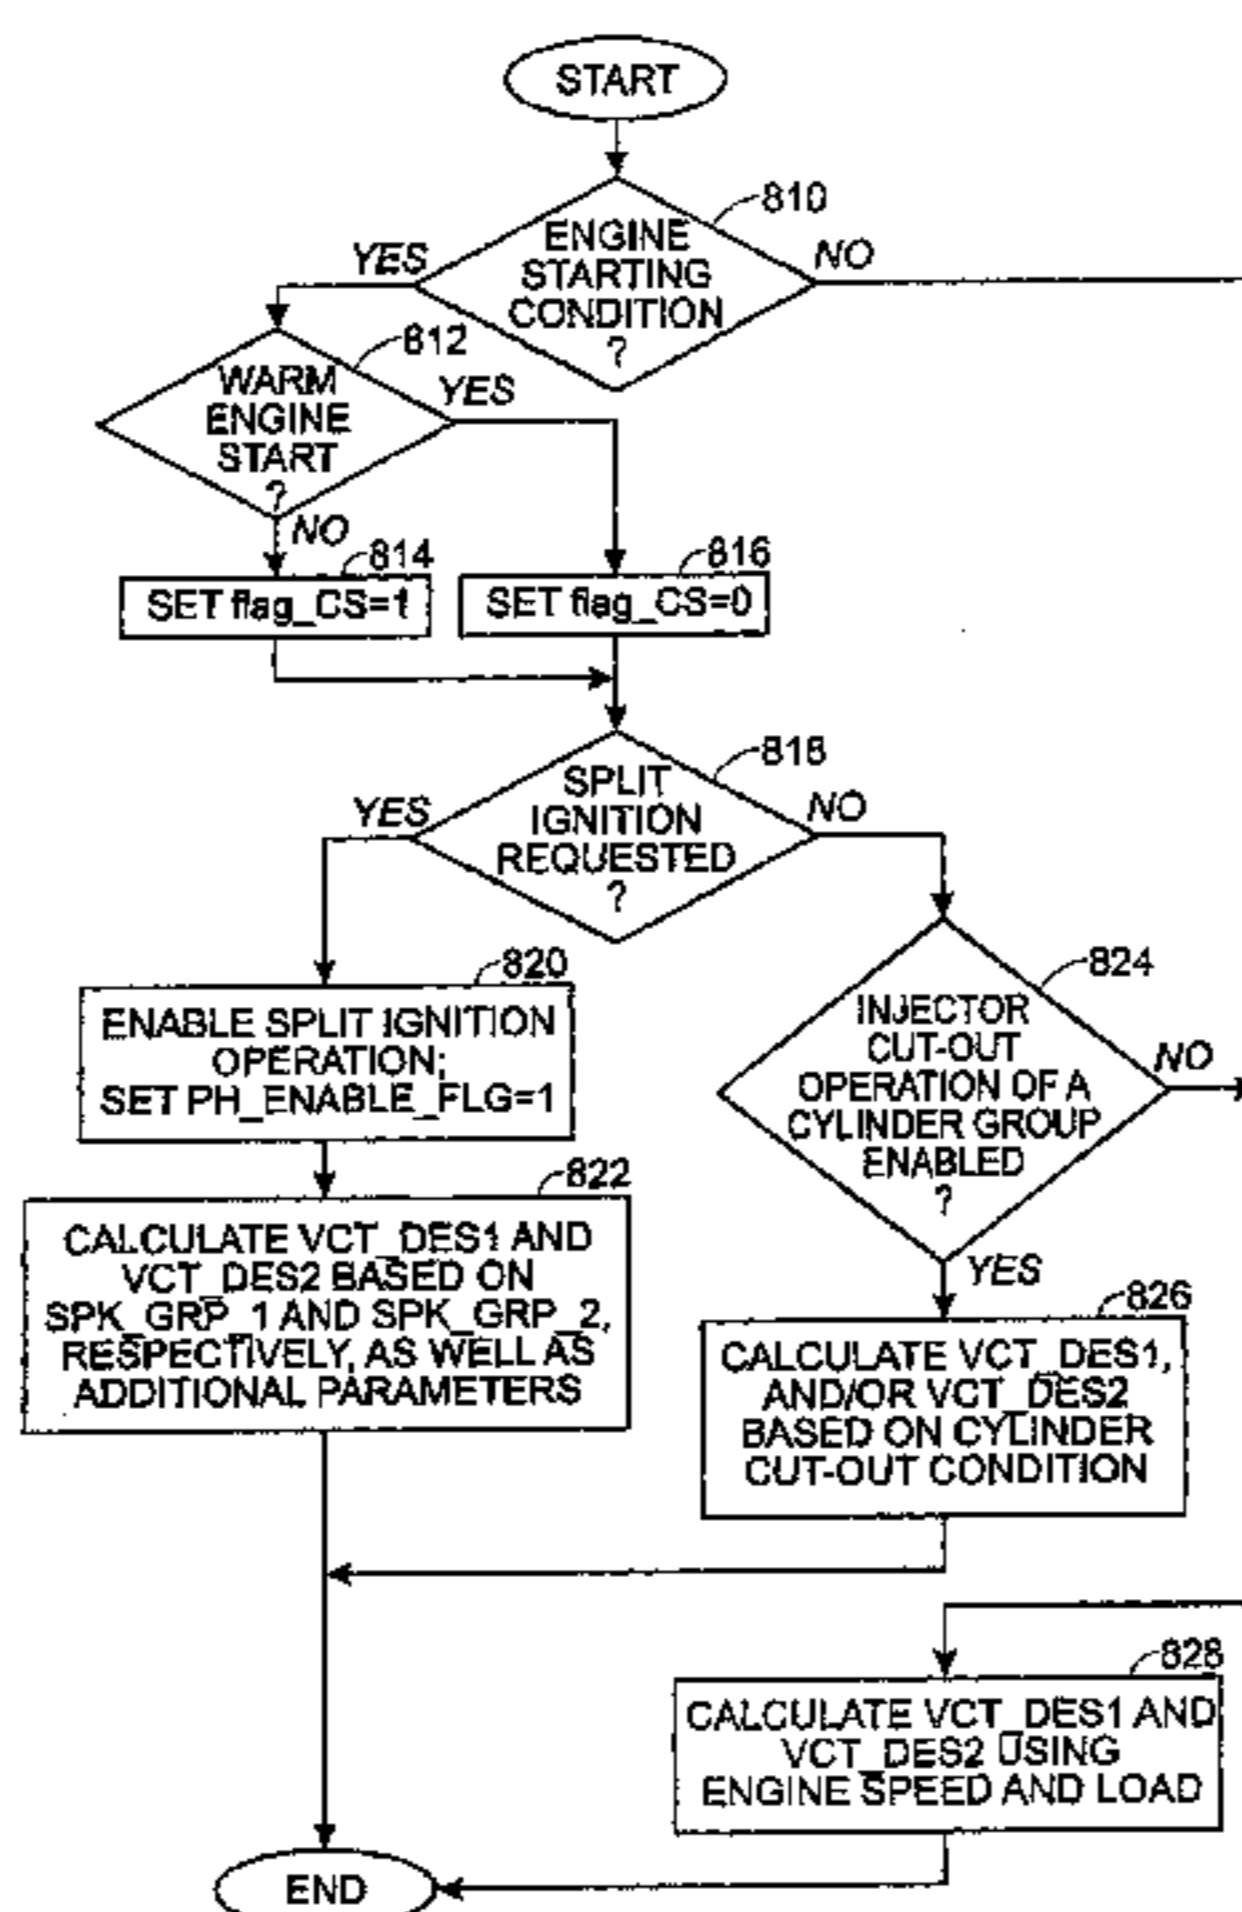 START
810
ENGINE
STARTING
CONDITION
?
YES
NO
812
WARM
ENGINE
START
?
YES
NO
814
SET flag_CS=1
816
SET flag_CS=0
818
SPLIT
IGNITION
REQUESTED
?
YES
NO
820
ENABLE SPLIT IGNITION
OPERATION;
SET PH_ENABLE_FLG=1
824
INJECTOR
CUT-OUT
OPERATION OF A
CYLINDER GROUP
ENABLED
?
NO
YES
822
CALCULATE VCT_DES1 AND
VCT_DES2 BASED ON
SPK_GRP_1 AND SPK_GRP_2,
RESPECTIVELY, AS WELL AS
ADDITIONAL PARAMETERS
826
CALCULATE VCT_DES1,
AND/OR VCT_DES2
BASED ON CYLINDER
CUT-OUT CONDITION
828
CALCULATE VCT_DES1 AND
VCT_DES2 USING
ENGINE SPEED AND LOAD
END